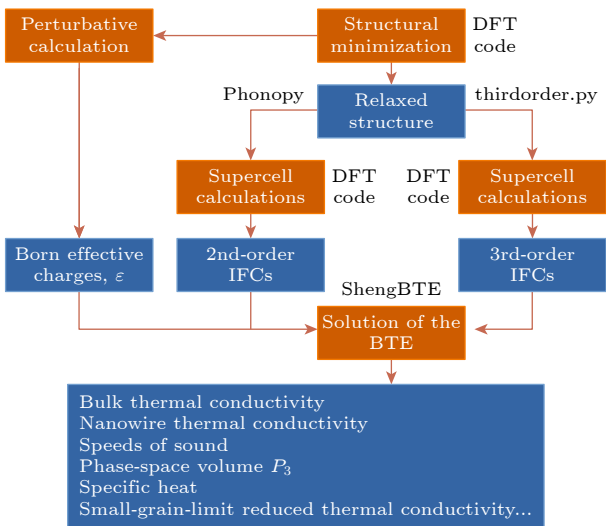 Perturbative
calculation
Structural
minimization
DFT
code
Phonopy
Relaxed
structure
thirdorder.py
Supercell
calculations
DFT
code
DFT
code
Supercell
calculations
Born effective
charges, ε
2nd-order
IFCs
3rd-order
IFCs
ShengBTE
Solution of the
BTE
Bulk thermal conductivity
Nanowire thermal conductivity
Speeds of sound
Phase-space volume P₃
Specific heat
Small-grain-limit reduced thermal conductivity...